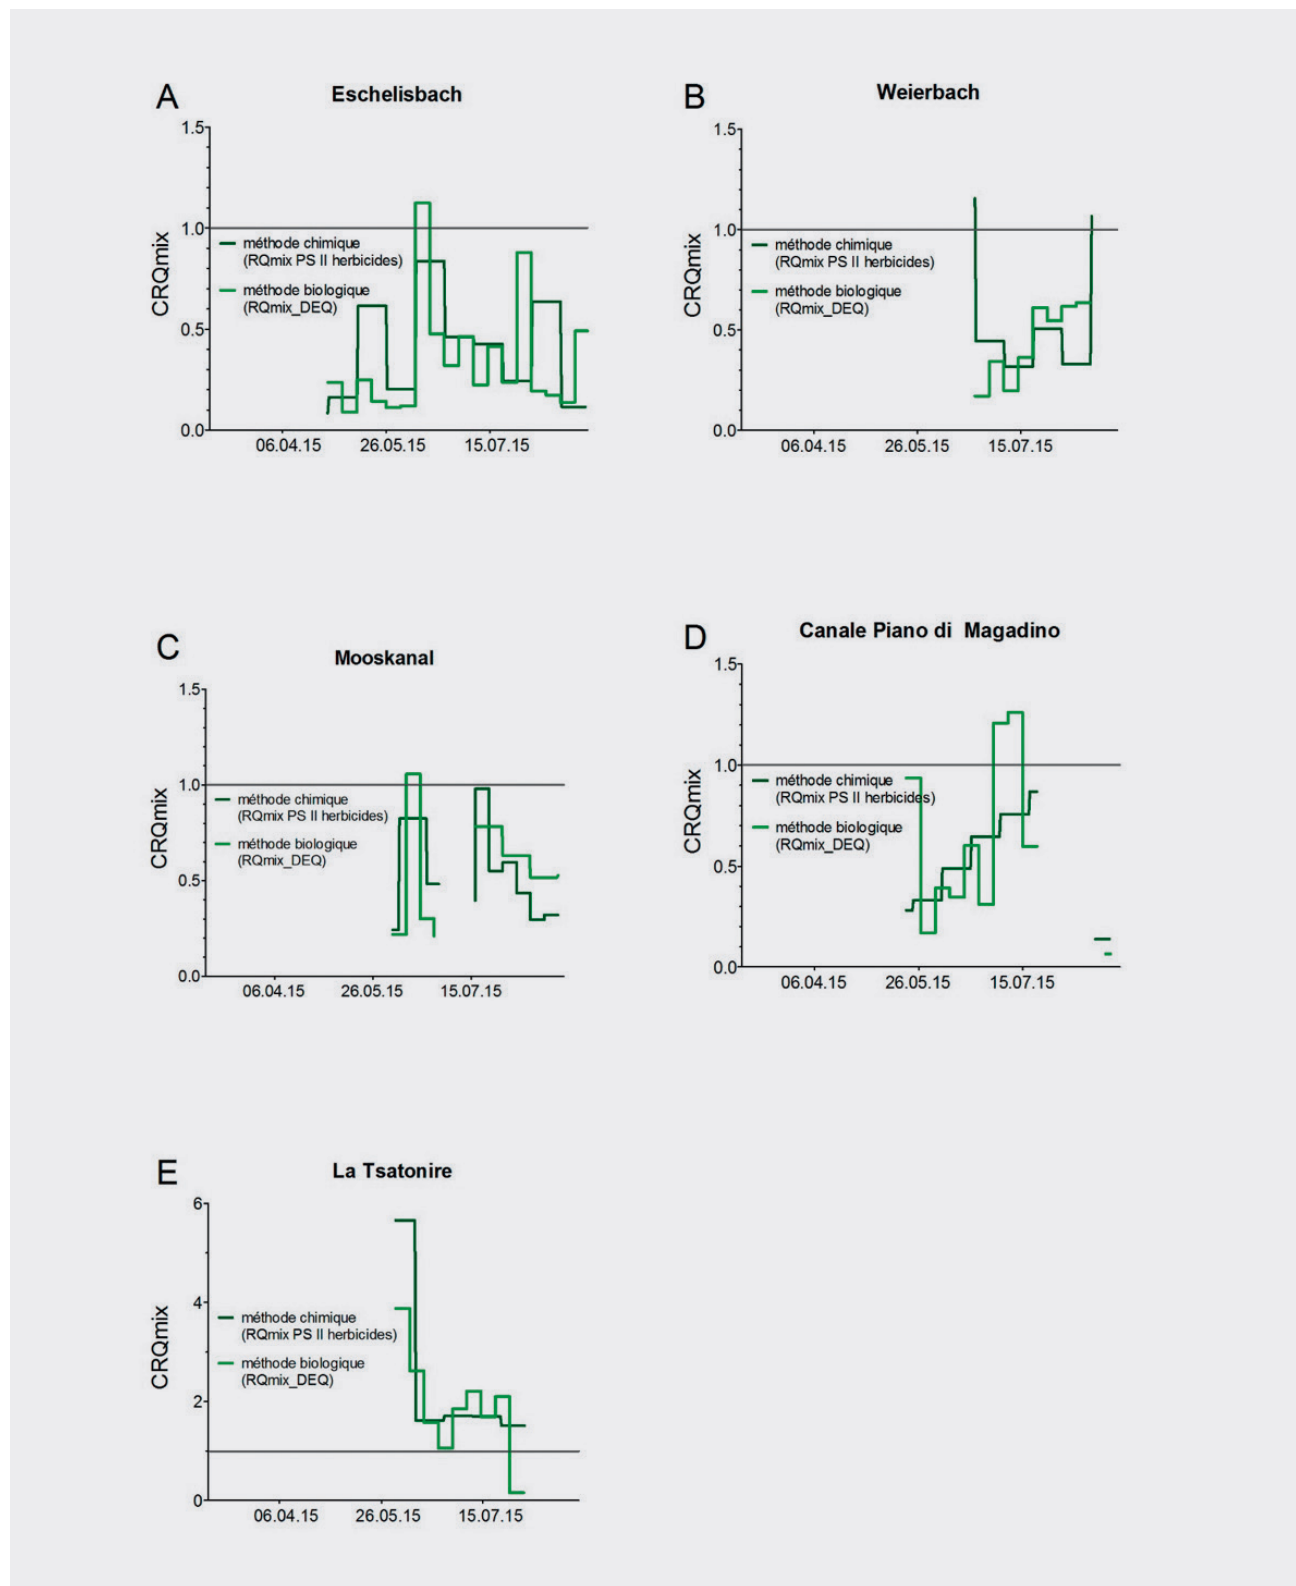 A
Eschelisbach
1.5
1.0
0.5
0.0
CRQmix
méthode chimique
(RQmix PS II herbicides)
méthode biologique
(RQmix_DEQ)
06.04.15 26.05.15 15.07.15
B
Weierbach
1.5
1.0
0.5
0.0
CRQmix
méthode chimique
(RQmix PS II herbicides)
méthode biologique
(RQmix_DEQ)
06.04.15 26.05.15 15.07.15
C
Mooskanal
1.5
1.0
0.5
0.0
CRQmix
méthode chimique
(RQmix PS II herbicides)
méthode biologique
(RQmix_DEQ)
06.04.15 26.05.15 15.07.15
D
Canale Piano di Magadino
1.5
1.0
0.5
0.0
CRQmix
méthode chimique
(RQmix PS II herbicides)
méthode biologique
(RQmix_DEQ)
06.04.15 26.05.15 15.07.15
E
La Tsatonire
6
4
2
0
CRQmix
méthode chimique
(RQmix PS II herbicides)
méthode biologique
(RQmix_DEQ)
06.04.15 26.05.15 15.07.15